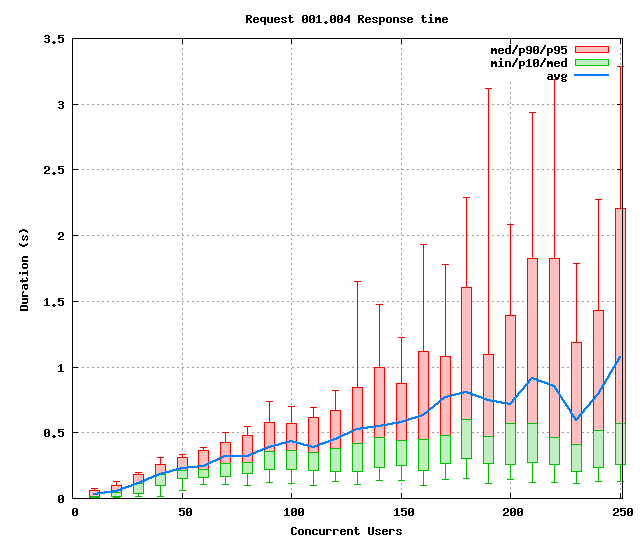 Request 001.004 Response time
3.5
3
2.5
2
1.5
1
0.5
0
Duration (s)
med/p90/p95
min/p10/med
avg
0 50 100 150 200 250
Concurrent Users